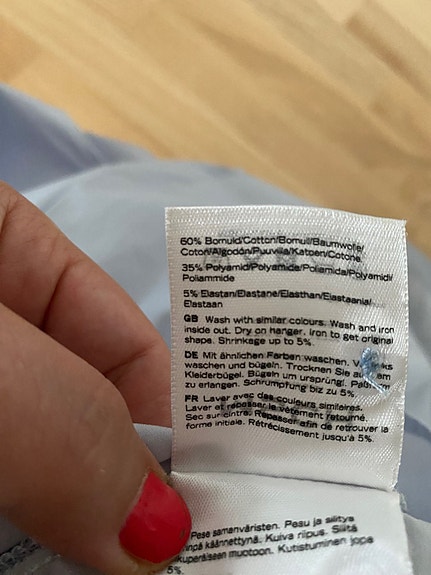 60% Bomuld/Cotton/Bomull/Baumwolle/
Coton/Algodón/Puuvilla/Katoen/Cotone
35% Polyamid/Polyamide/Poliamida/Polyamidi/
Poliammide
5% Elastan/Elastane/Elasthan/Elastaania/
Elastaan
GB Wash with similar colours. Wash and iron
inside out. Dry on hanger. Iron to get original
shape. Shrinkage up to 5%.
DE Mit ähnlichen Farben waschen.
waschen und bügeln. Trocknen Sie am
Kleiderbügel. Bügeln um ursprüngl.
zu erlangen. Schrumpfung biz zu 5%.
FR Laver avec des couleurs similaires.
Laver et repasser le vêtement retourné.
Sec sur cintre. Repasser afin de retrouver la
forme initiale. Rétrécissement jusqu'à 5%.
Pese samanväristen. Pesu ja silitys
käännettynä. Kuiva ripus. Silitä
muotoon. Kutistuminen jopa
5%.